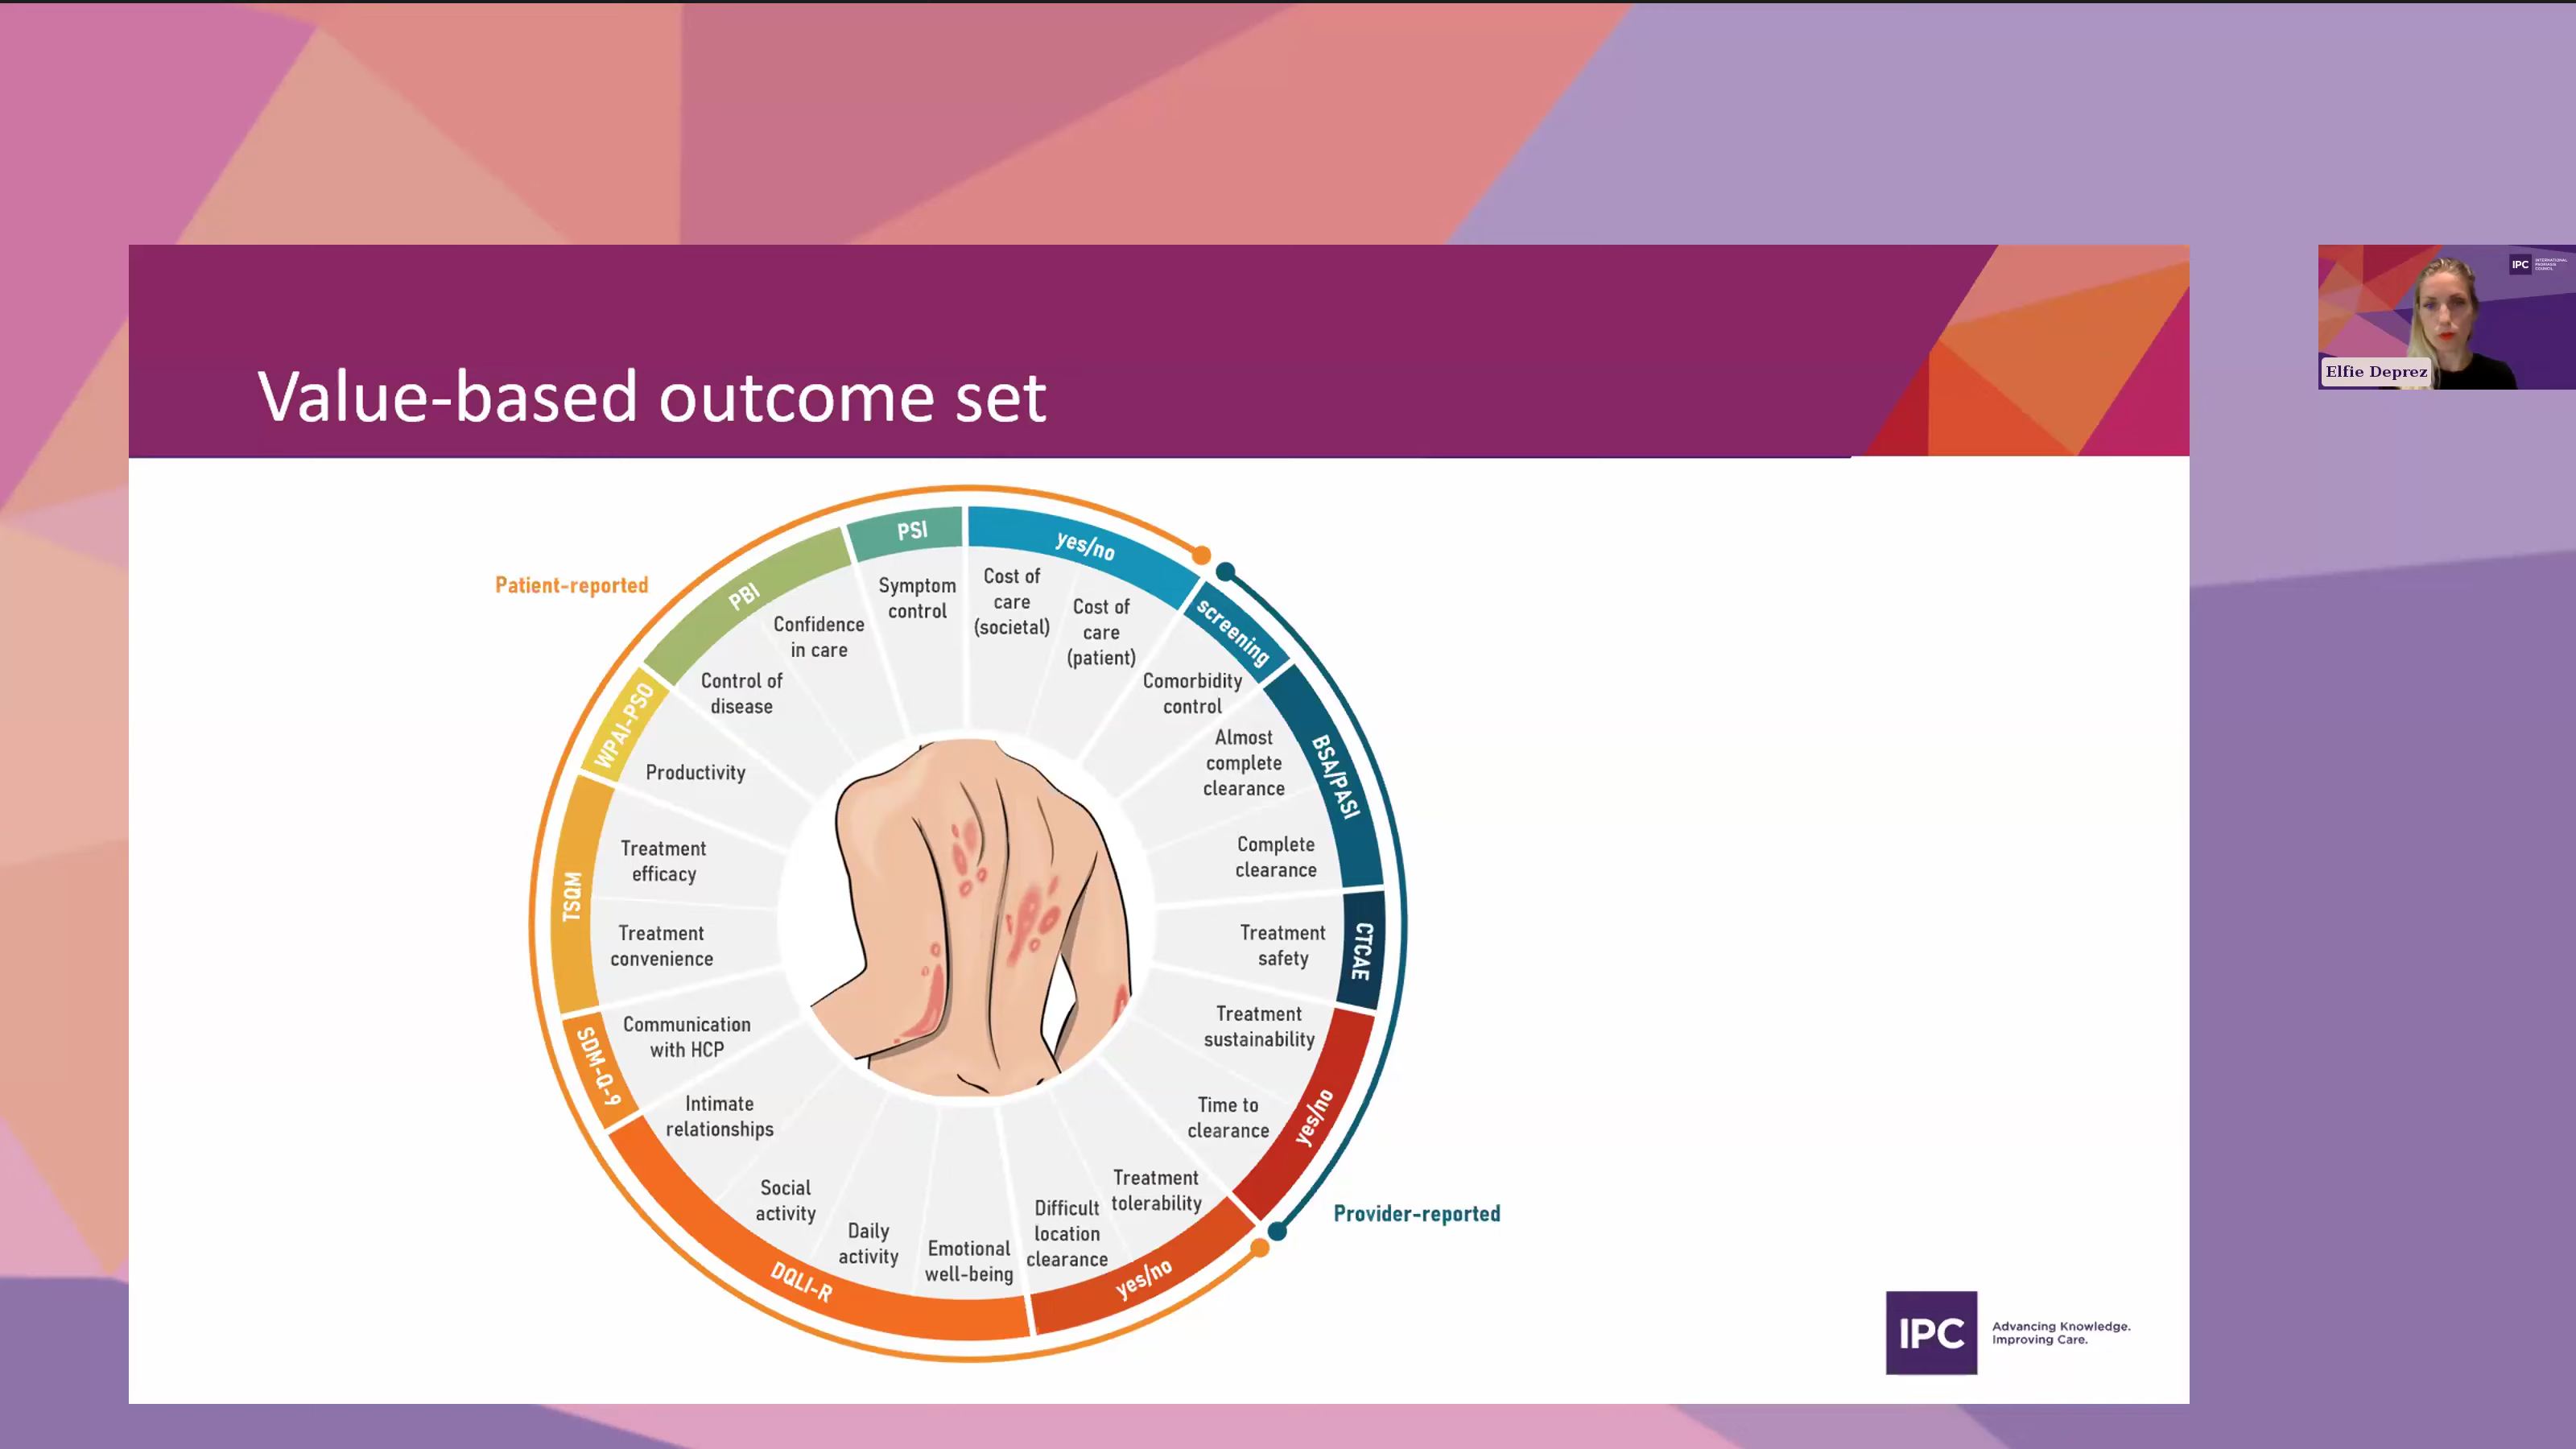 IPC
INTERNATIONAL
PSORIASIS
COUNCIL
Elfie Deprez
Value-based outcome set
Patient-reported
PSI
yes/no
screening
BSA/PASI
CTCAE
yes/no
yes/no
DQLI-R
SDM-Q-9
TSQM
WPAI-PSO
PBI
Symptom
control
Cost of
care
(societal)
Cost of
care
(patient)
Comorbidity
control
Almost
complete
clearance
Complete
clearance
Treatment
safety
Treatment
sustainability
Time to
clearance
Treatment
tolerability
Difficult
location
clearance
Emotional
well-being
Daily
activity
Social
activity
Intimate
relationships
Communication
with HCP
Treatment
convenience
Treatment
efficacy
Productivity
Control of
disease
Confidence
in care
Provider-reported
IPC
Advancing Knowledge.
Improving Care.